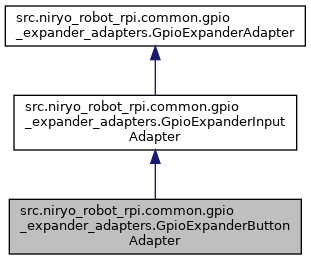 src.niryo_robot_rpi.common.gpio
_expander_adapters.GpioExpanderAdapter
src.niryo_robot_rpi.common.gpio
_expander_adapters.GpioExpanderInput
Adapter
src.niryo_robot_rpi.common.gpio
_expander_adapters.GpioExpanderButton
Adapter